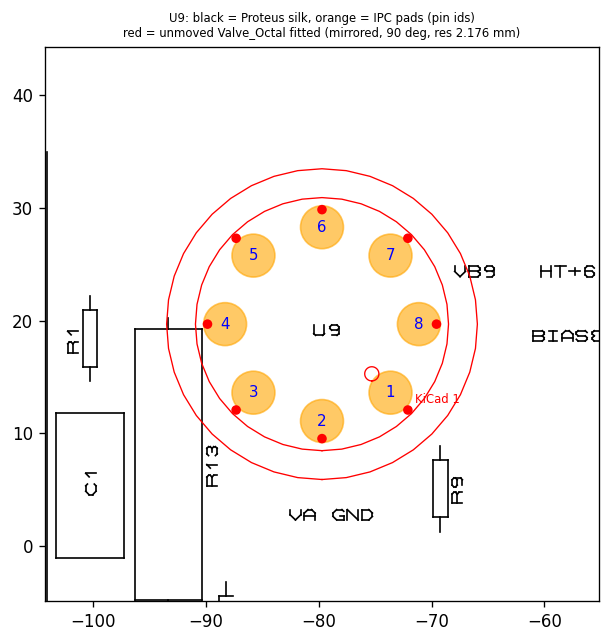 U9: black = Proteus silk, orange = IPC pads (pin ids)
red = unmoved Valve_Octal fitted (mirrored, 90 deg, res 2.176 mm)
40
30
20
10
0
6
5
7
VB9
HT+6
4
U9
8
BIAS8
R1
3
1
KiCad 1
2
R13
C1
R9
VA GND
−100
−90
−80
−70
−60